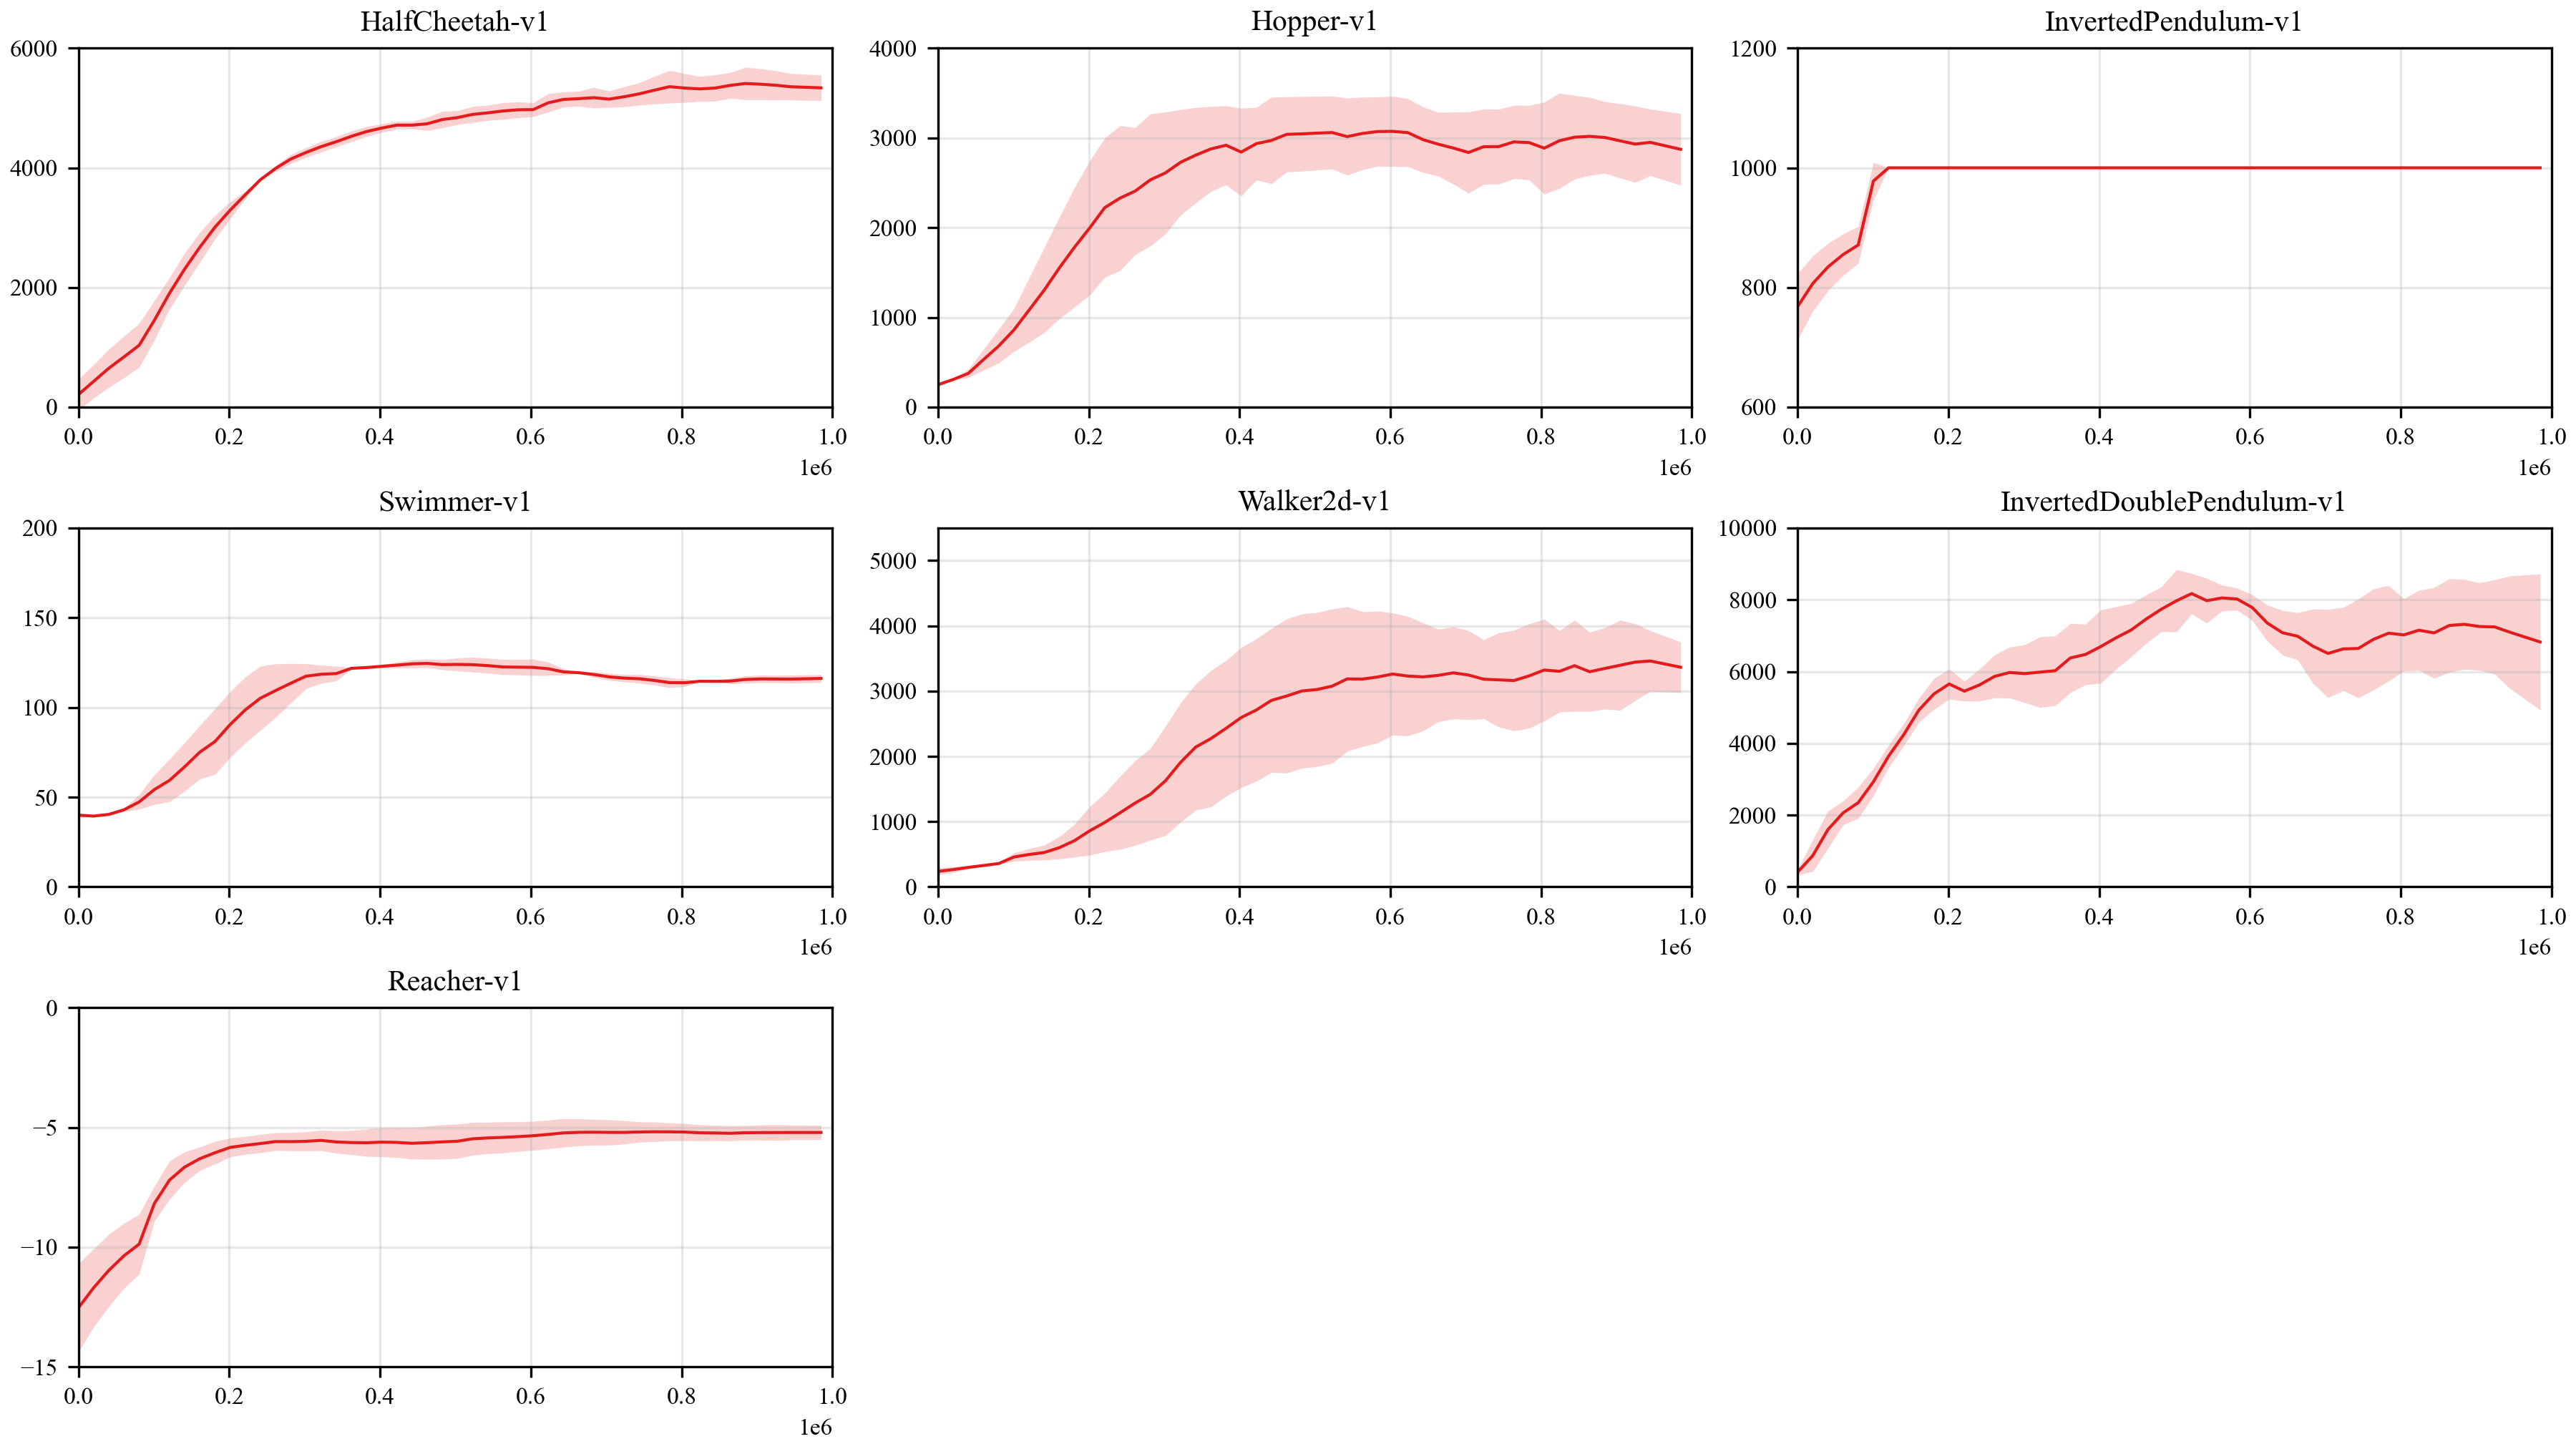 HalfCheetah-v1
6000
4000
2000
0
0.0 0.2 0.4 0.6 0.8 1.0
1e6
Hopper-v1
4000
3000
2000
1000
0
0.0 0.2 0.4 0.6 0.8 1.0
1e6
InvertedPendulum-v1
1200
1000
800
600
0.0 0.2 0.4 0.6 0.8 1.0
1e6
Swimmer-v1
200
150
100
50
0
0.0 0.2 0.4 0.6 0.8 1.0
1e6
Walker2d-v1
5000
4000
3000
2000
1000
0
0.0 0.2 0.4 0.6 0.8 1.0
1e6
InvertedDoublePendulum-v1
10000
8000
6000
4000
2000
0
0.0 0.2 0.4 0.6 0.8 1.0
1e6
Reacher-v1
0
−5
−10
−15
0.0 0.2 0.4 0.6 0.8 1.0
1e6